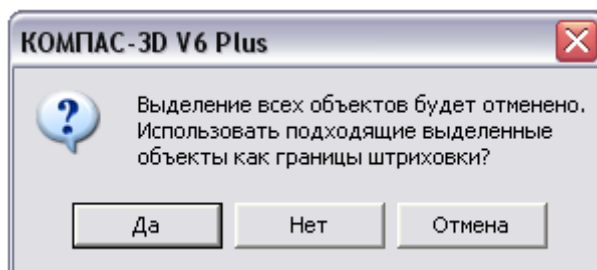 КОМПАС-3D V6 Plus
Выделение всех объектов будет отменено.
Использовать подходящие выделенные
объекты как границы штриховки?
Да Нет Отмена